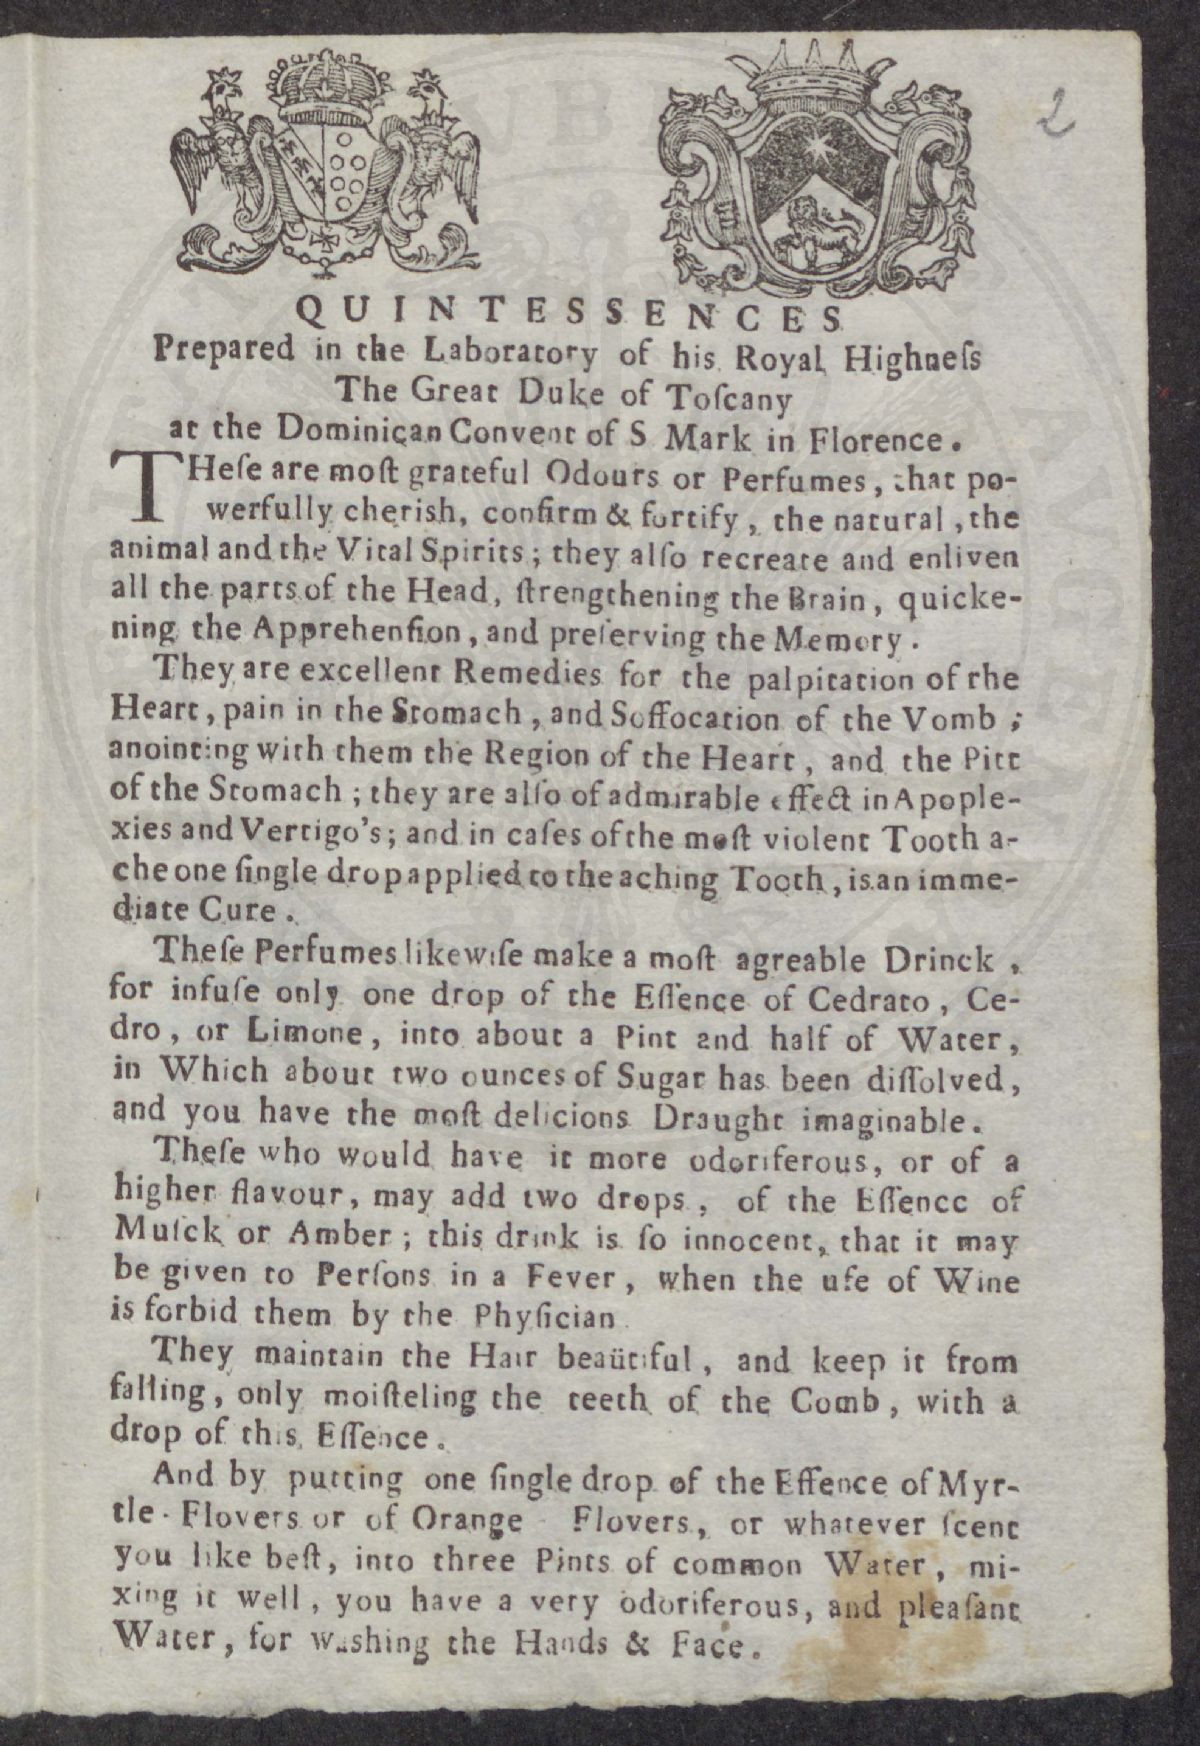 2
QUINTESSENCES
Prepared in the Laboratory of his Royal Highneſs
The Great Duke of Toſcany
at the Dominican Convent of S Mark in Florence.
THeſe are moſt grateful Odours or Perfumes, that po-
werfully cherish, confirm & fortify, the natural, the
animal and the Vital Spirits; they alſo recreate and enliven
all the parts of the Head, ſtrengthening the Brain, quicke-
ning the Apprehenſion, and preſerving the Memory.
They are excellent Remedies for the palpitation of rhe
Heart, pain in the Stomach, and Soffocation of the Vomb;
anointing with them the Region of the Heart, and the Pitt
of the Stomach; they are alſo of admirable effect in Apople-
xies and Vertigo's; and in caſes of the moſt violent Tooth a-
che one ſingle drop applied to the aching Tooth, is an imme-
diate Cure.
Theſe Perfumes likewiſe make a moſt agreable Drinck,
for infuſe only one drop of the Eſſence of Cedrato, Ce-
dro, or Limone, into about a Pint and half of Water,
in Which about two ounces of Sugar has been diſſolved,
and you have the moſt delicions Draught imaginable.
Theſe who would have it more odoriferous, or of a
higher flavour, may add two drops, of the Eſſence of
Muſck or Amber; this drink is ſo innocent, that it may
be given to Perſons in a Fever, when the uſe of Wine
is forbid them by the Phyſician
They maintain the Hair beaütiful, and keep it from
falling, only moiſteling the teeth of the Comb, with a
drop of this Eſſence.
And by putting one ſingle drop of the Eſſence of Myr-
tle-Flovers or of Orange Flovers, or whatever ſcent
you like beſt, into three Pints of common Water, mi-
xing it well, you have a very odoriferous, and pleaſant
Water, for washing the Hands & Face.